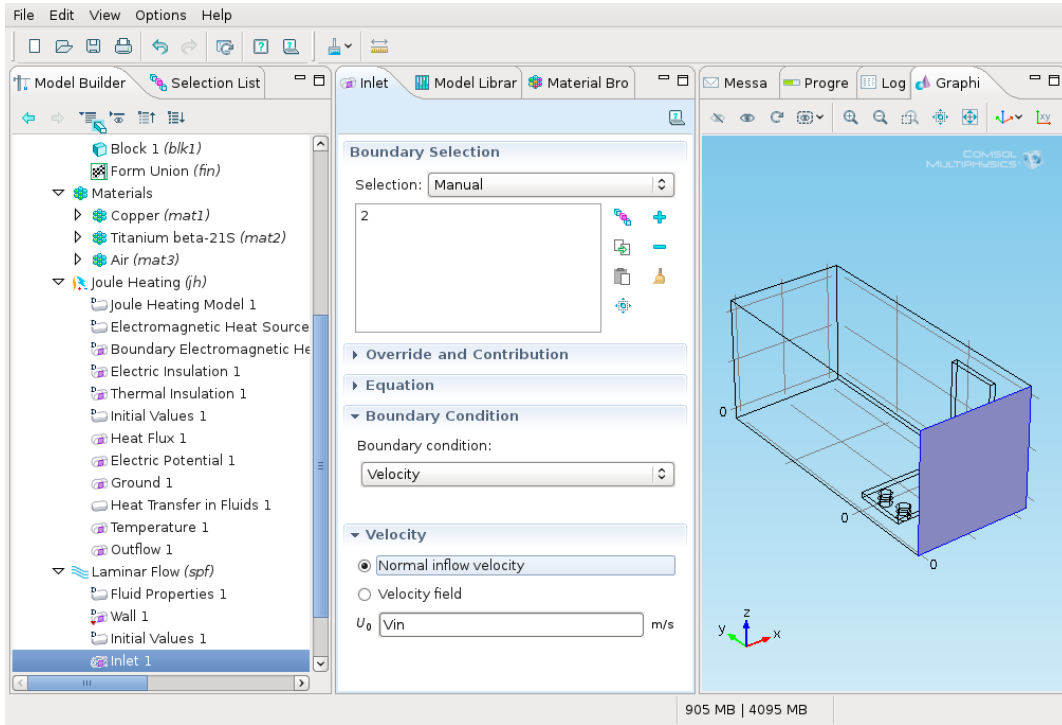 File Edit View Options Help
Model Builder Selection List
Block 1 (blk1)
Form Union (fin)
Materials
Copper (mat1)
Titanium beta-21S (mat2)
Air (mat3)
Joule Heating (jh)
Joule Heating Model 1
Electromagnetic Heat Source
Boundary Electromagnetic He
Electric Insulation 1
Thermal Insulation 1
Initial Values 1
Heat Flux 1
Electric Potential 1
Ground 1
Heat Transfer in Fluids 1
Temperature 1
Outflow 1
Laminar Flow (spf)
Fluid Properties 1
Wall 1
Initial Values 1
Inlet 1
Inlet Model Librar Material Bro
Boundary Selection
Selection: Manual
2
Override and Contribution
Equation
Boundary Condition
Boundary condition:
Velocity
Velocity
Normal inflow velocity
Velocity field
U₀ Vin m/s
Messa Progre Log Graphi
xy
COMSOL
MULTIPHYSICS
0
0
0
z
y x
905 MB | 4095 MB